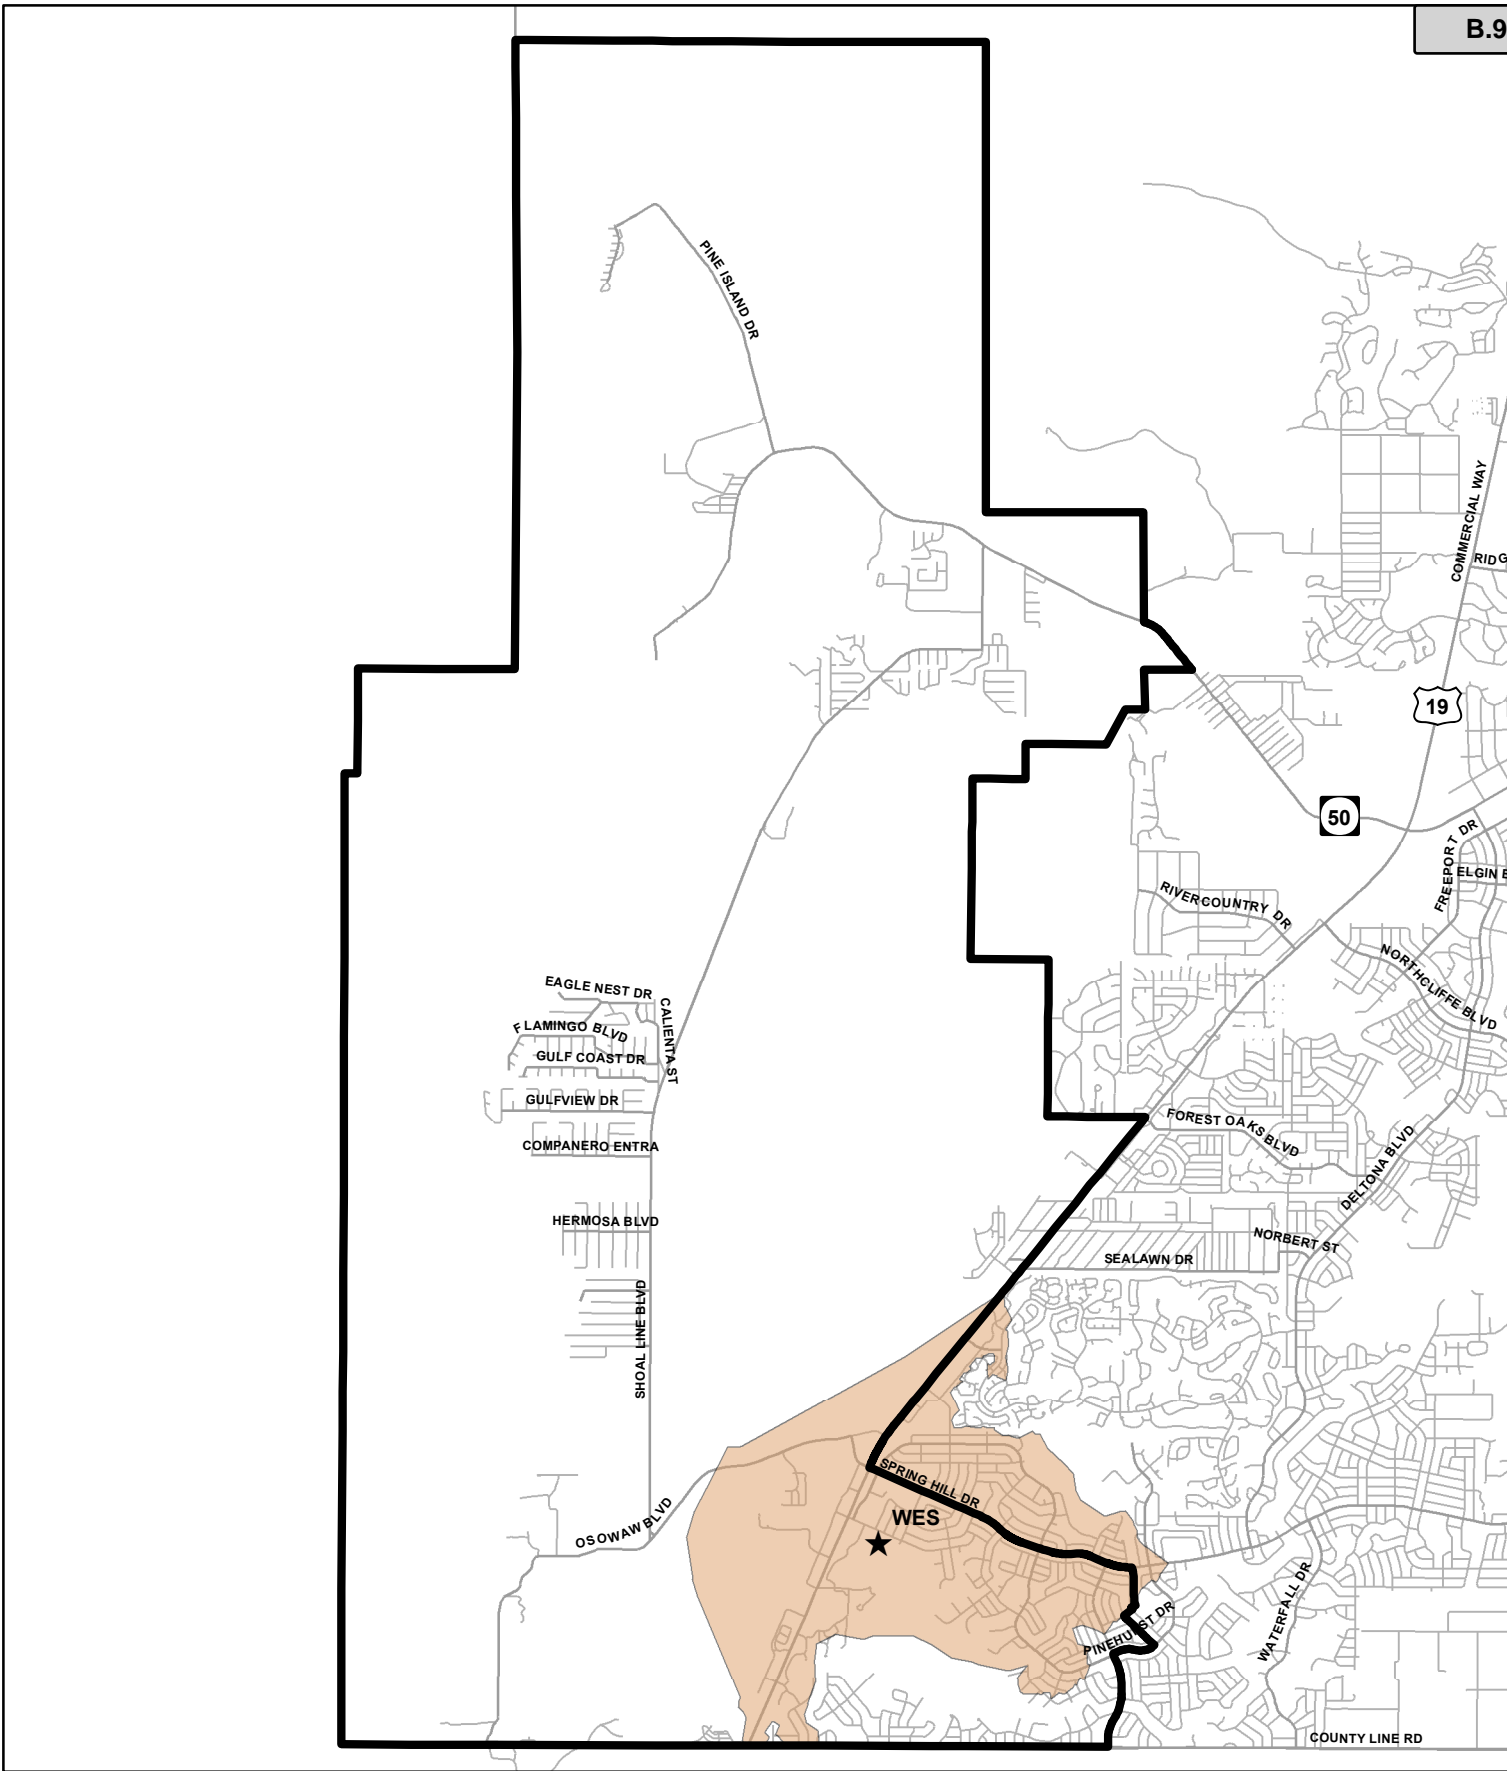 B.9
PINE ISLAND DR
COMMERCIAL WAY
RIDG
19
50
FREEPORT DR
ELGIN B
RIVER COUNTRY DR
NORTHCLIFFE BLVD
EAGLE NEST DR
CALIENTA ST
FLAMINGO BLVD
GULF COAST DR
GULFVIEW DR
COMPANERO ENTRA
FOREST OAKS BLVD
DELTONA BLVD
HERMOSA BLVD
NORBERT ST
SEALAWN DR
SHOAL LINE BLVD
SPRING HILL DR
WES
OSOWAW BLVD
WATERFALL DR
PINEHURST DR
COUNTY LINE RD